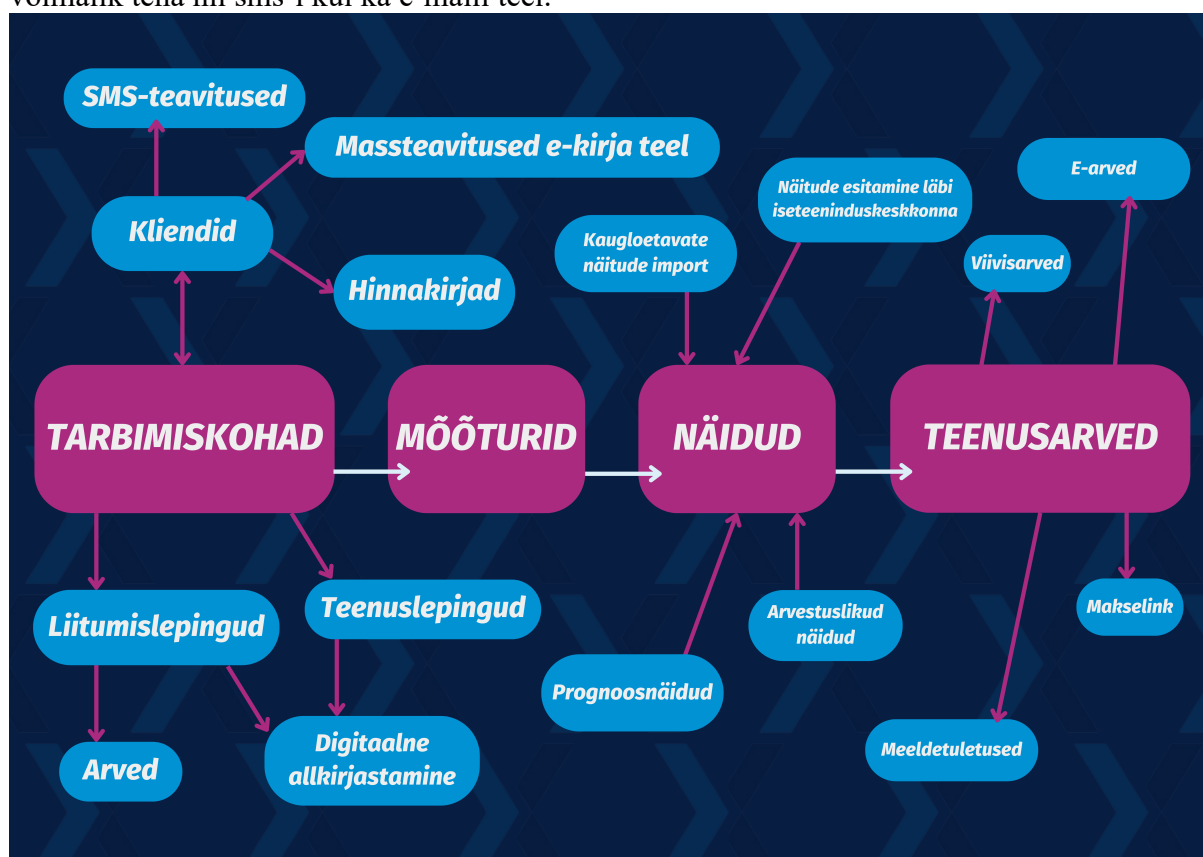 SMS-teavitused
Massteavitused e-kirja teel
Kliendid
Hinnakirjad
Kaugloetavate
näitude import
Näitude esitamine läbi
iseteeninduskeskkonna
E-arved
Viivisarved
TARBIMISKOHAD
MÕÕTURID
NÄIDUD
TEENUSARVED
Liitumislepingud
Teenuslepingud
Arved
Digitaalne
allkirjastamine
Prognoosnäidud
Arvestuslikud
näidud
Makselink
Meeldetuletused